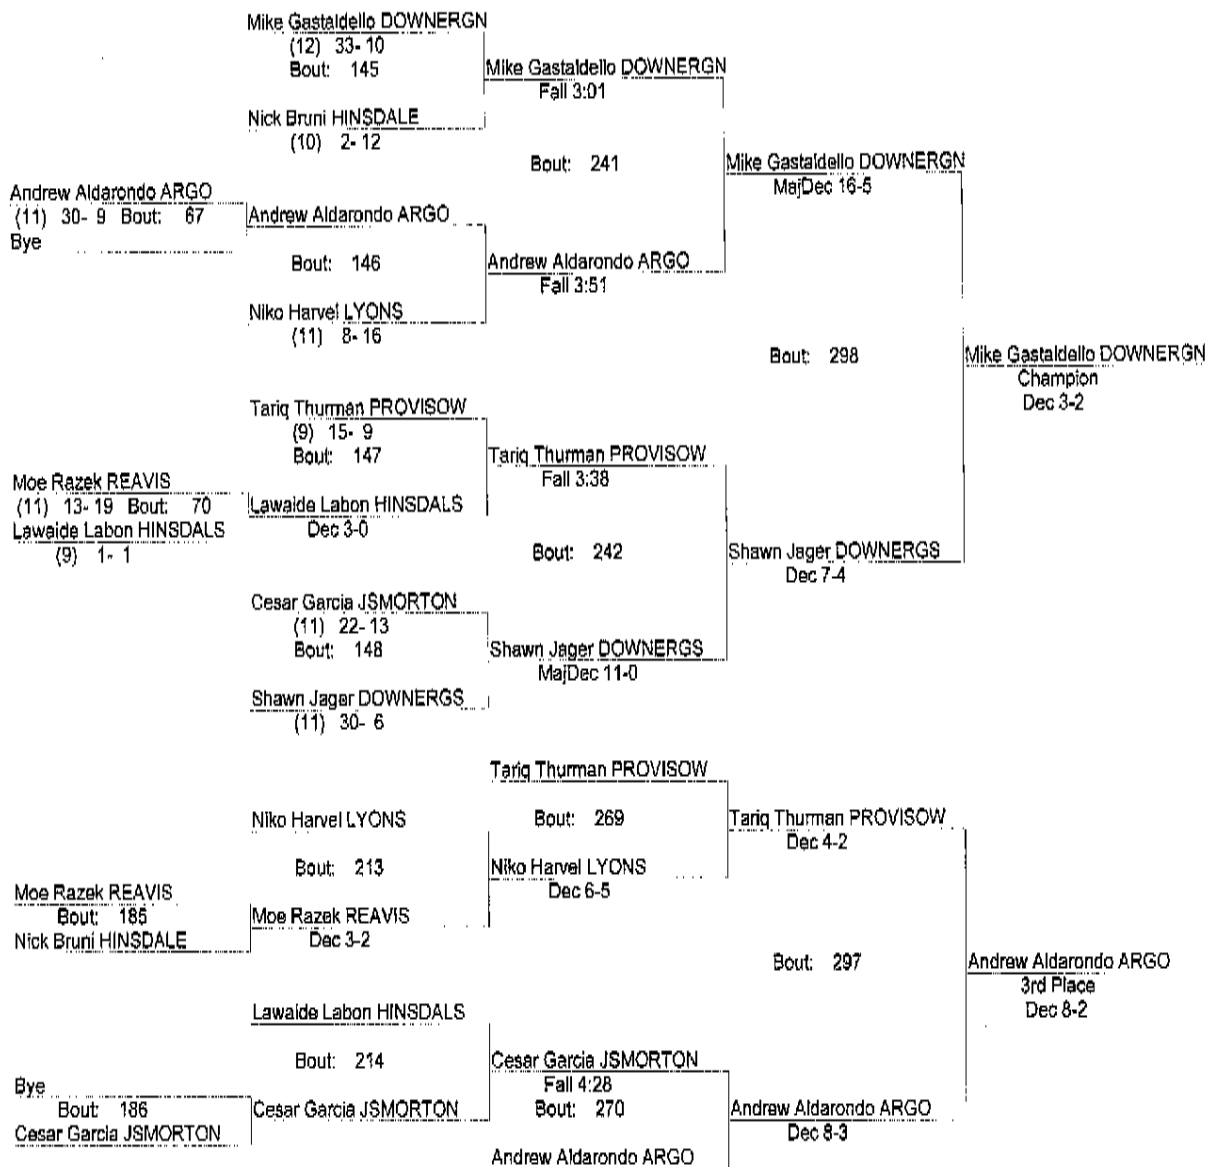 Mike Gastaldello DOWNERGN
(12) 33- 10
Bout: 145
Mike Gastaldello DOWNERGN
Fall 3:01
Nick Bruni HINSDALE
(10) 2- 12
Bout: 241
Mike Gastaldello DOWNERGN
MajDec 16-5
Andrew Aldarondo ARGO
(11) 30- 9 Bout: 67
Bye
Andrew Aldarondo ARGO
Bout: 146
Andrew Aldarondo ARGO
Fall 3:51
Niko Harvel LYONS
(11) 8- 16
Bout: 298
Mike Gastaldello DOWNERGN
Champion
Dec 3-2
Tariq Thurman PROVISOW
(9) 15- 9
Bout: 147
Tariq Thurman PROVISOW
Fall 3:38
Moe Razek REAVIS
(11) 13- 19 Bout: 70
Lawaide Labon HINSDALS
(9) 1- 1
Lawaide Labon HINSDALS
Dec 3-0
Bout: 242
Shawn Jager DOWNERGS
Dec 7-4
Cesar Garcia JSMORTON
(11) 22- 13
Bout: 148
Shawn Jager DOWNERGS
MajDec 11-0
Shawn Jager DOWNERGS
(11) 30- 6
Tariq Thurman PROVISOW
Niko Harvel LYONS
Bout: 269
Tariq Thurman PROVISOW
Dec 4-2
Bout: 213
Niko Harvel LYONS
Dec 6-5
Moe Razek REAVIS
Bout: 185
Nick Bruni HINSDALE
Moe Razek REAVIS
Dec 3-2
Bout: 297
Andrew Aldarondo ARGO
3rd Place
Dec 8-2
Lawaide Labon HINSDALS
Bout: 214
Cesar Garcia JSMORTON
Fall 4:28
Bye
Bout: 186
Cesar Garcia JSMORTON
Cesar Garcia JSMORTON
Bout: 270
Andrew Aldarondo ARGO
Dec 8-3
Andrew Aldarondo ARGO